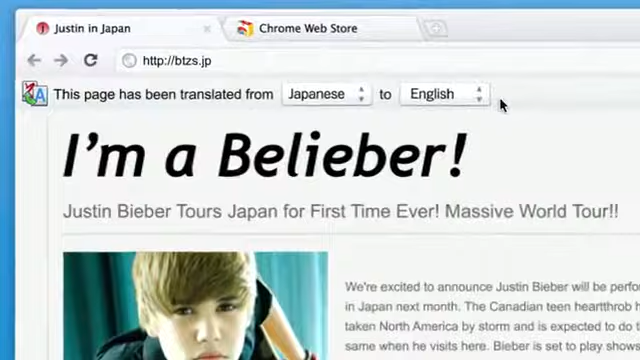 Justin in Japan
Chrome Web Store
http://btzs.jp
This page has been translated from Japanese to English
I'm a Belieber!
Justin Bieber Tours Japan for First Time Ever! Massive World Tour!!
We're excited to announce Justin Bieber will be perfo
in Japan next month. The Canadian teen heartthrob h
taken North America by storm and is expected to do t
same when he visits here. Bieber is set to play shows